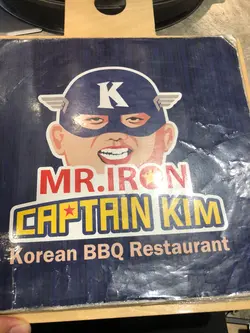 K
MR.IRON
CAPTAIN KIM
Korean BBQ Restaurant